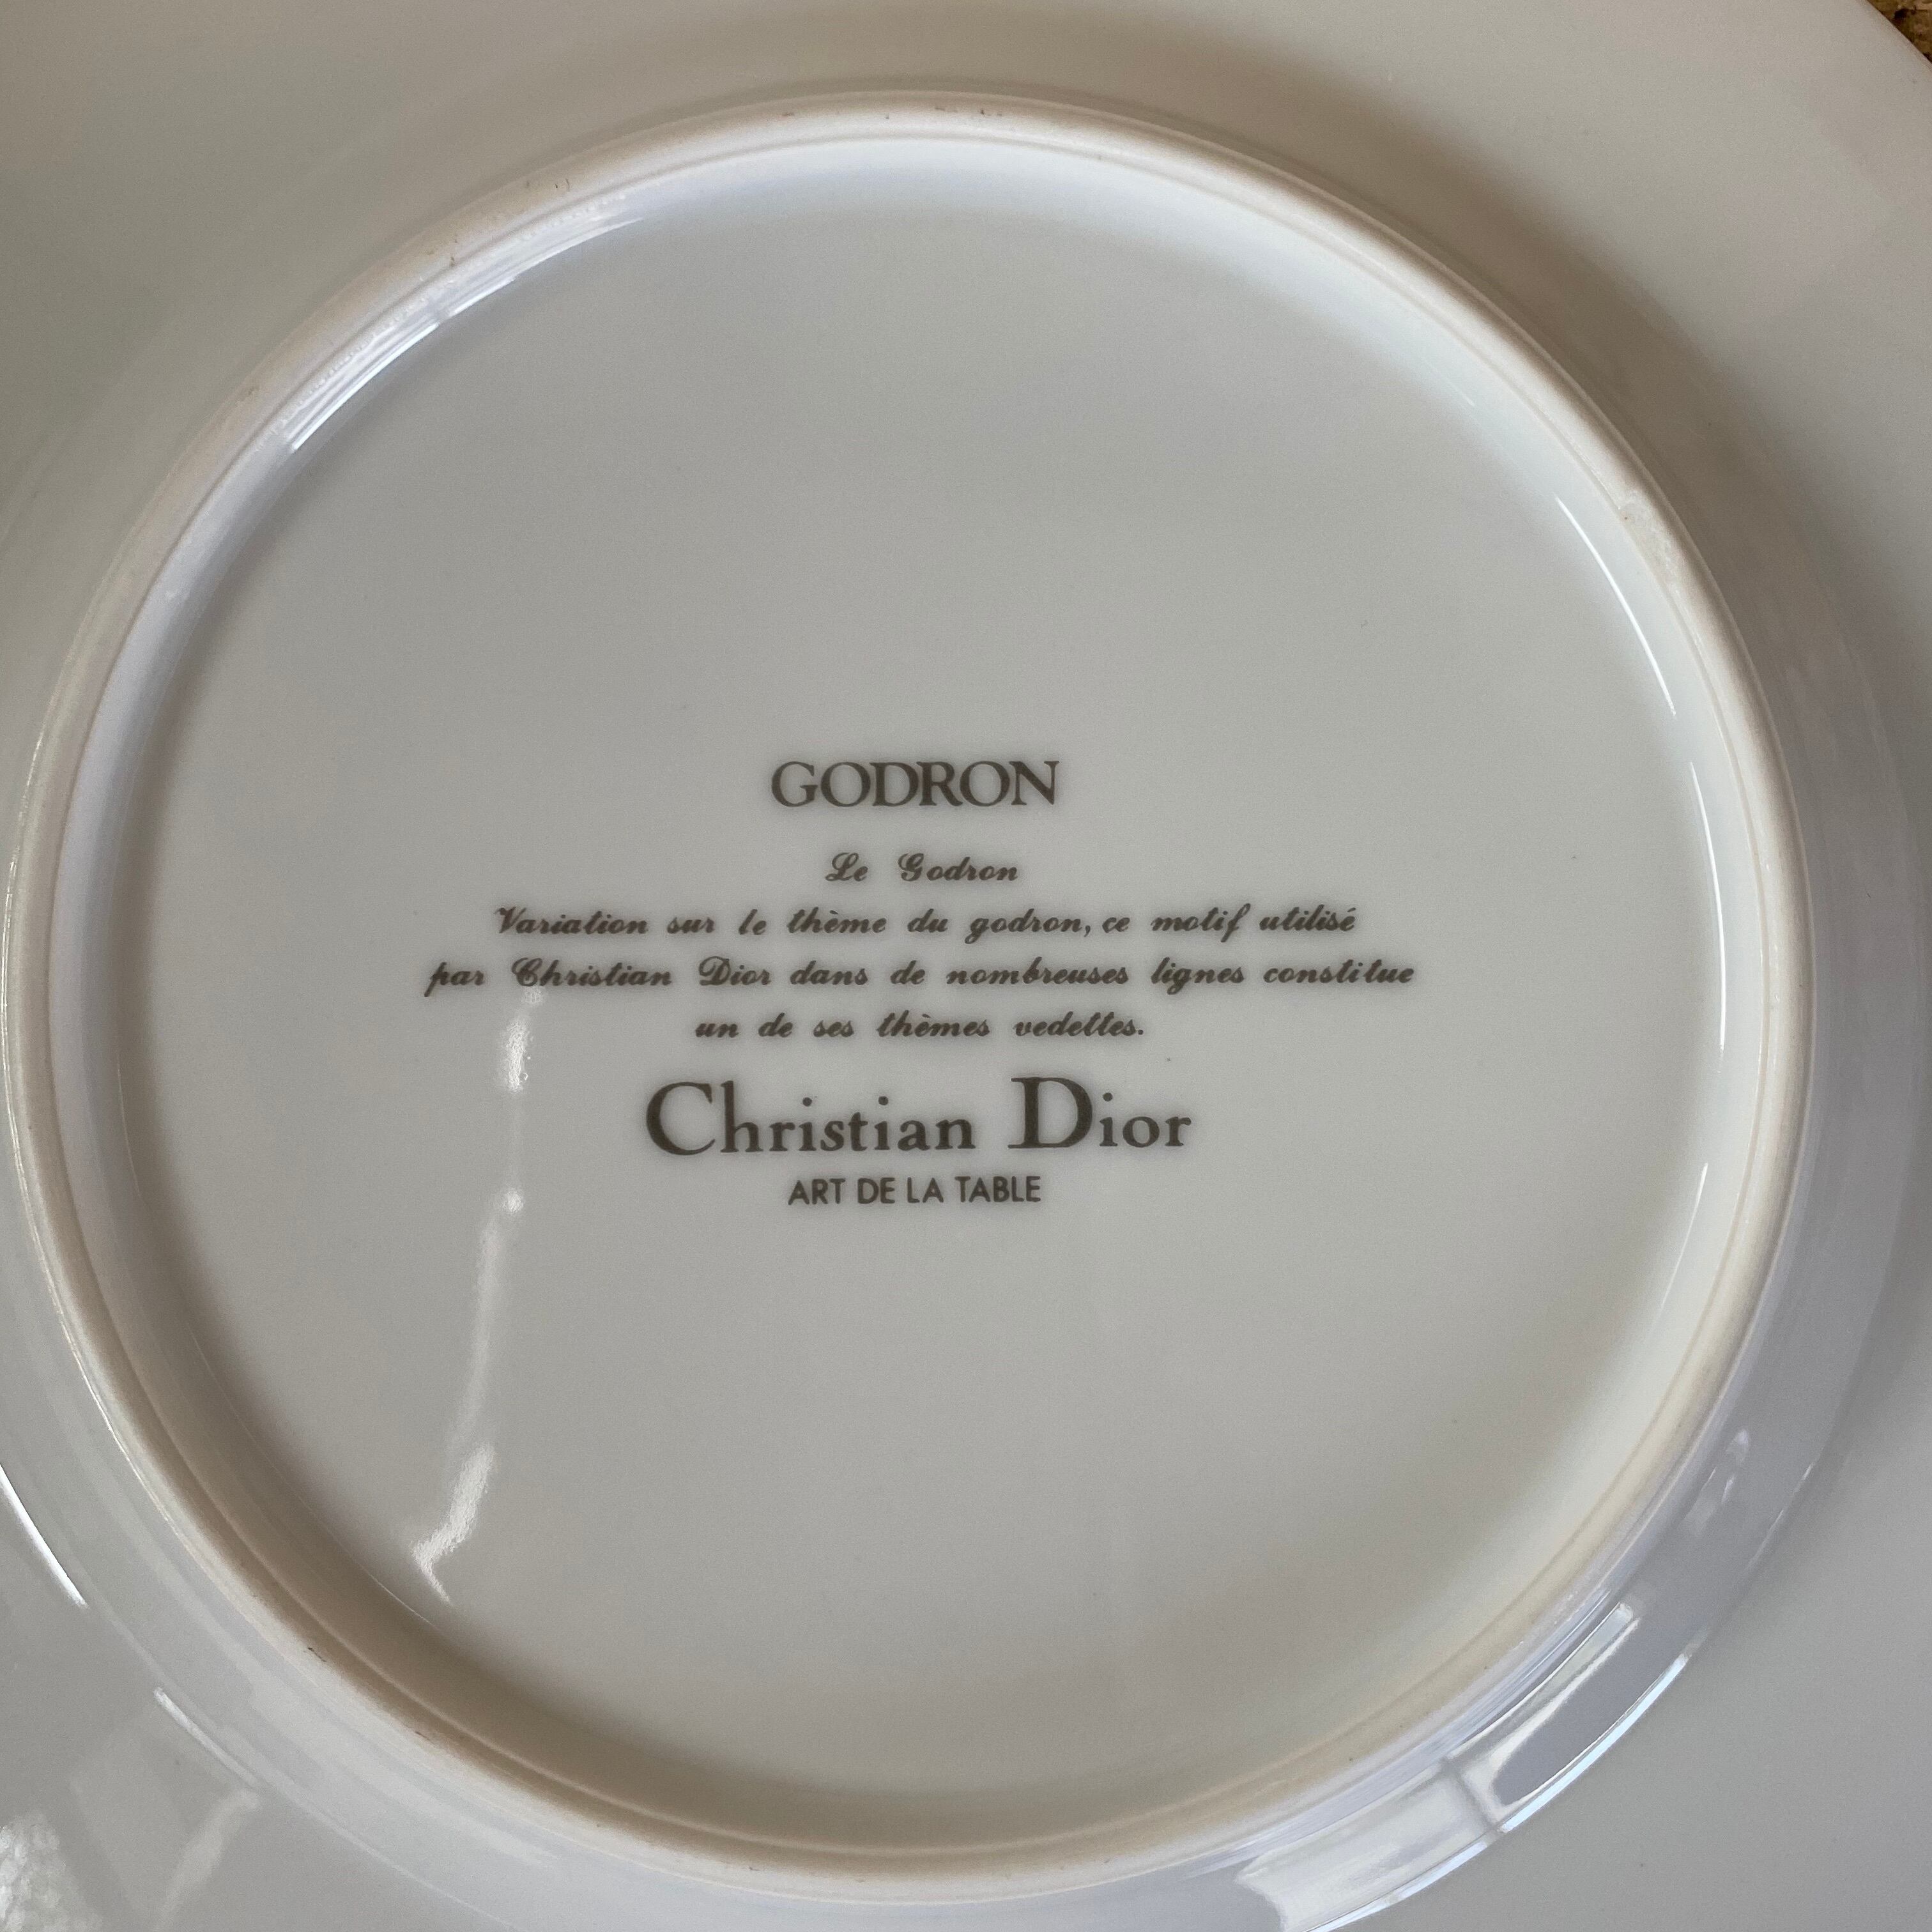 GODRON
Le Godron
Variation sur le thème du godron, ce motif utilisé
par Christian Dior dans de nombreuses lignes constitue
un de ses thèmes vedettes.
Christian Dior
ART DE LA TABLE